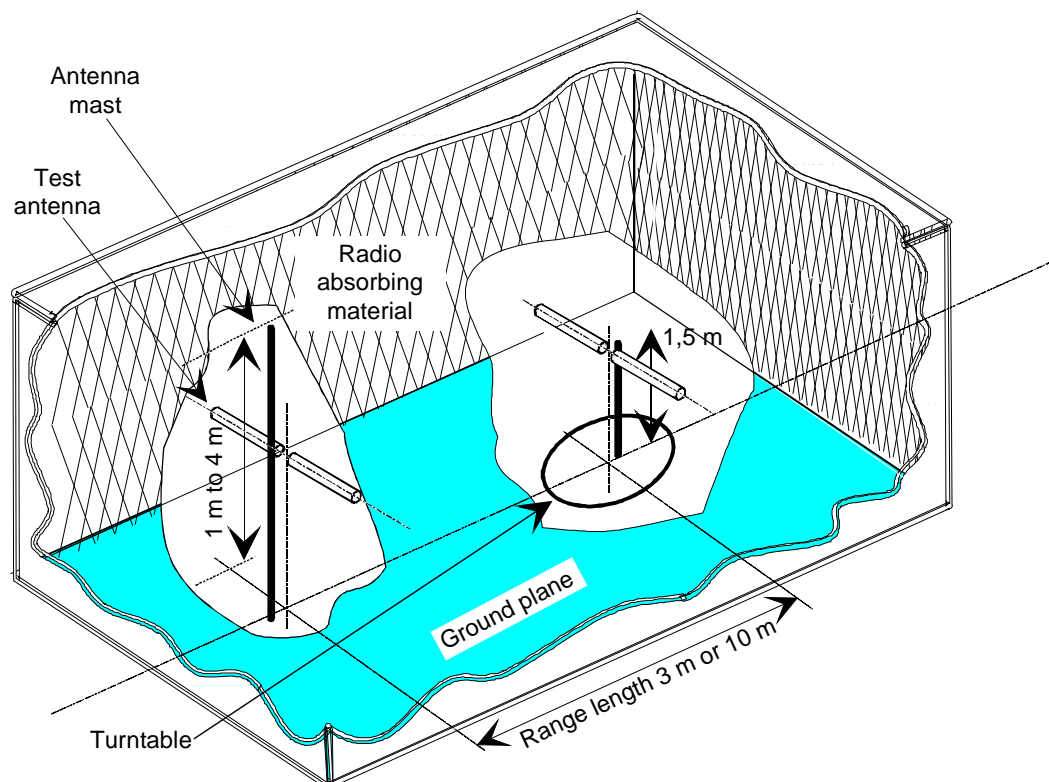 Antenna
mast
Test
antenna
Radio
absorbing
material
1,5 m
1 m to 4 m
Ground plane
Range length 3 m or 10 m
Turntable